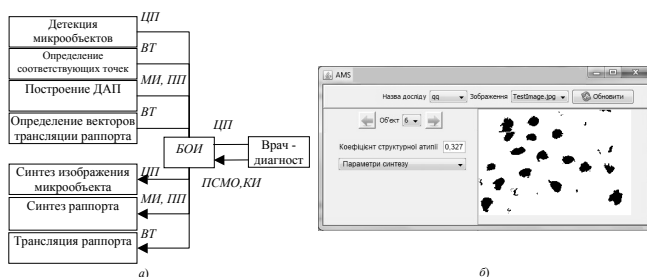 Детекция
микрообъектов
ЦП
Определение
соответствующих точек
ВТ
Построение ДАП
МИ, ПП
Определение векторов
трансляции раппорта
ВТ
БОИ
ЦП
Врач -
диагност
ПСМО,КИ
Синтез изображения
микрообъекта
ЦП
Синтез раппорта
МИ, ПП
Трансляция раппорта
ВТ
а)
AMS
Назва досліду qq Зображення TestImage.jpg Обновити
Об'єкт 6
Коефіцієнт структурної атипії 0,327
Параметри синтезу
б)